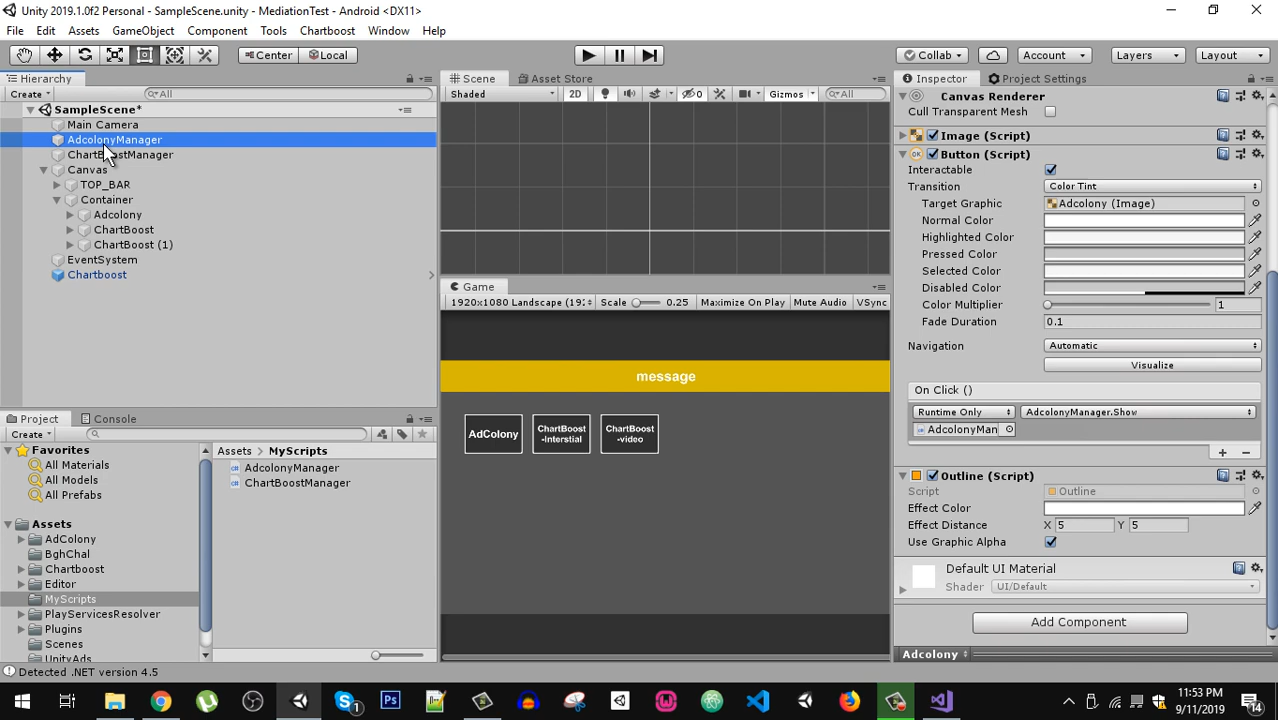 Unity 2019.1.0f2 Personal - SampleScene.unity - MediationTest - Android <DX11>
File Edit Assets GameObject Component Tools Chartboost Window Help
Center Local Collab Account Layers Layout
Hierarchy
Create All
SampleScene*
Main Camera
AdcolonyManager
ChartBoostManager
Canvas
TOP_BAR
Container
Adcolony
ChartBoost
ChartBoost (1)
EventSystem
Chartboost
Scene Asset Store
Shaded 2D 0 Gizmos All
Game
1920x1080 Landscape (192 Scale 0.25 Maximize On Play Mute Audio VSync
message
AdColony
ChartBoost
-Interstial
ChartBoost
-video
Inspector Project Settings
Canvas Renderer
Cull Transparent Mesh
Image (Script)
Button (Script)
Interactable
Transition Color Tint
Target Graphic Adcolony (Image)
Normal Color
Highlighted Color
Pressed Color
Selected Color
Disabled Color
Color Multiplier 1
Fade Duration 0.1
Navigation Automatic
Visualize
On Click ()
Runtime Only AdcolonyManager.Show
AdcolonyMan
Outline (Script)
Script Outline
Effect Color
Effect Distance X 5 Y 5
Use Graphic Alpha
Default UI Material
Shader UI/Default
Add Component
Adcolony
Project Console
Create
Favorites
All Materials
All Models
All Prefabs
Assets
AdColony
BghChal
Chartboost
Editor
MyScripts
PlayServicesResolver
Plugins
Scenes
UnityAds
Assets MyScripts
AdcolonyManager
ChartBoostManager
Detected .NET version 4.5
11:53 PM
9/11/2019
14